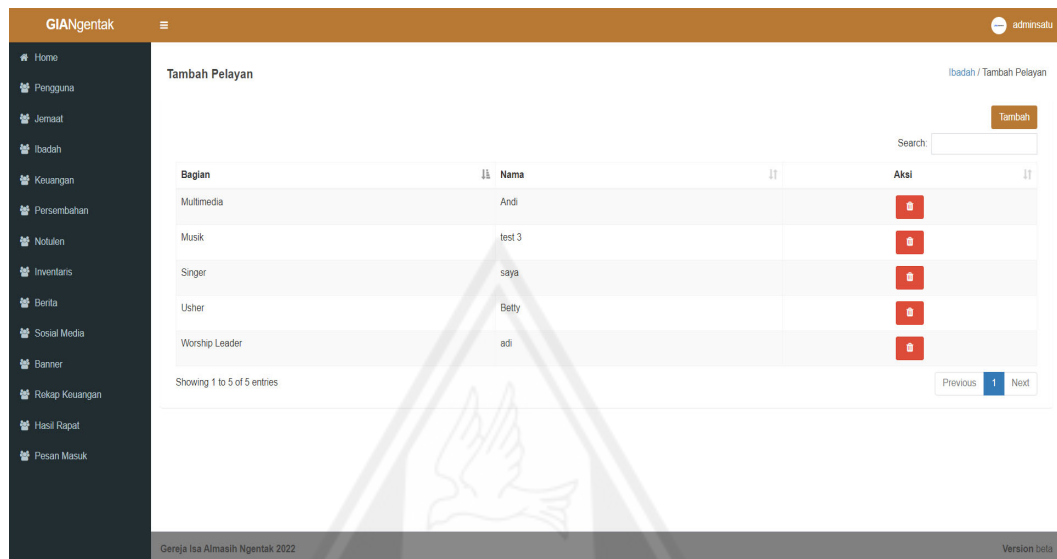 GIANgentak
adminsatu
Home
Pengguna
Jemaat
Ibadah
Keuangan
Persembahan
Notulen
Inventaris
Berita
Sosial Media
Banner
Rekap Keuangan
Hasil Rapat
Pesan Masuk
Tambah Pelayan
Ibadah / Tambah Pelayan
Tambah
Search:
Bagian Nama Aksi
Multimedia Andi
Musik test 3
Singer saya
Usher Betty
Worship Leader adi
Showing 1 to 5 of 5 entries
Previous 1 Next
Gereja Isa Almasih Ngentak 2022
Version beta